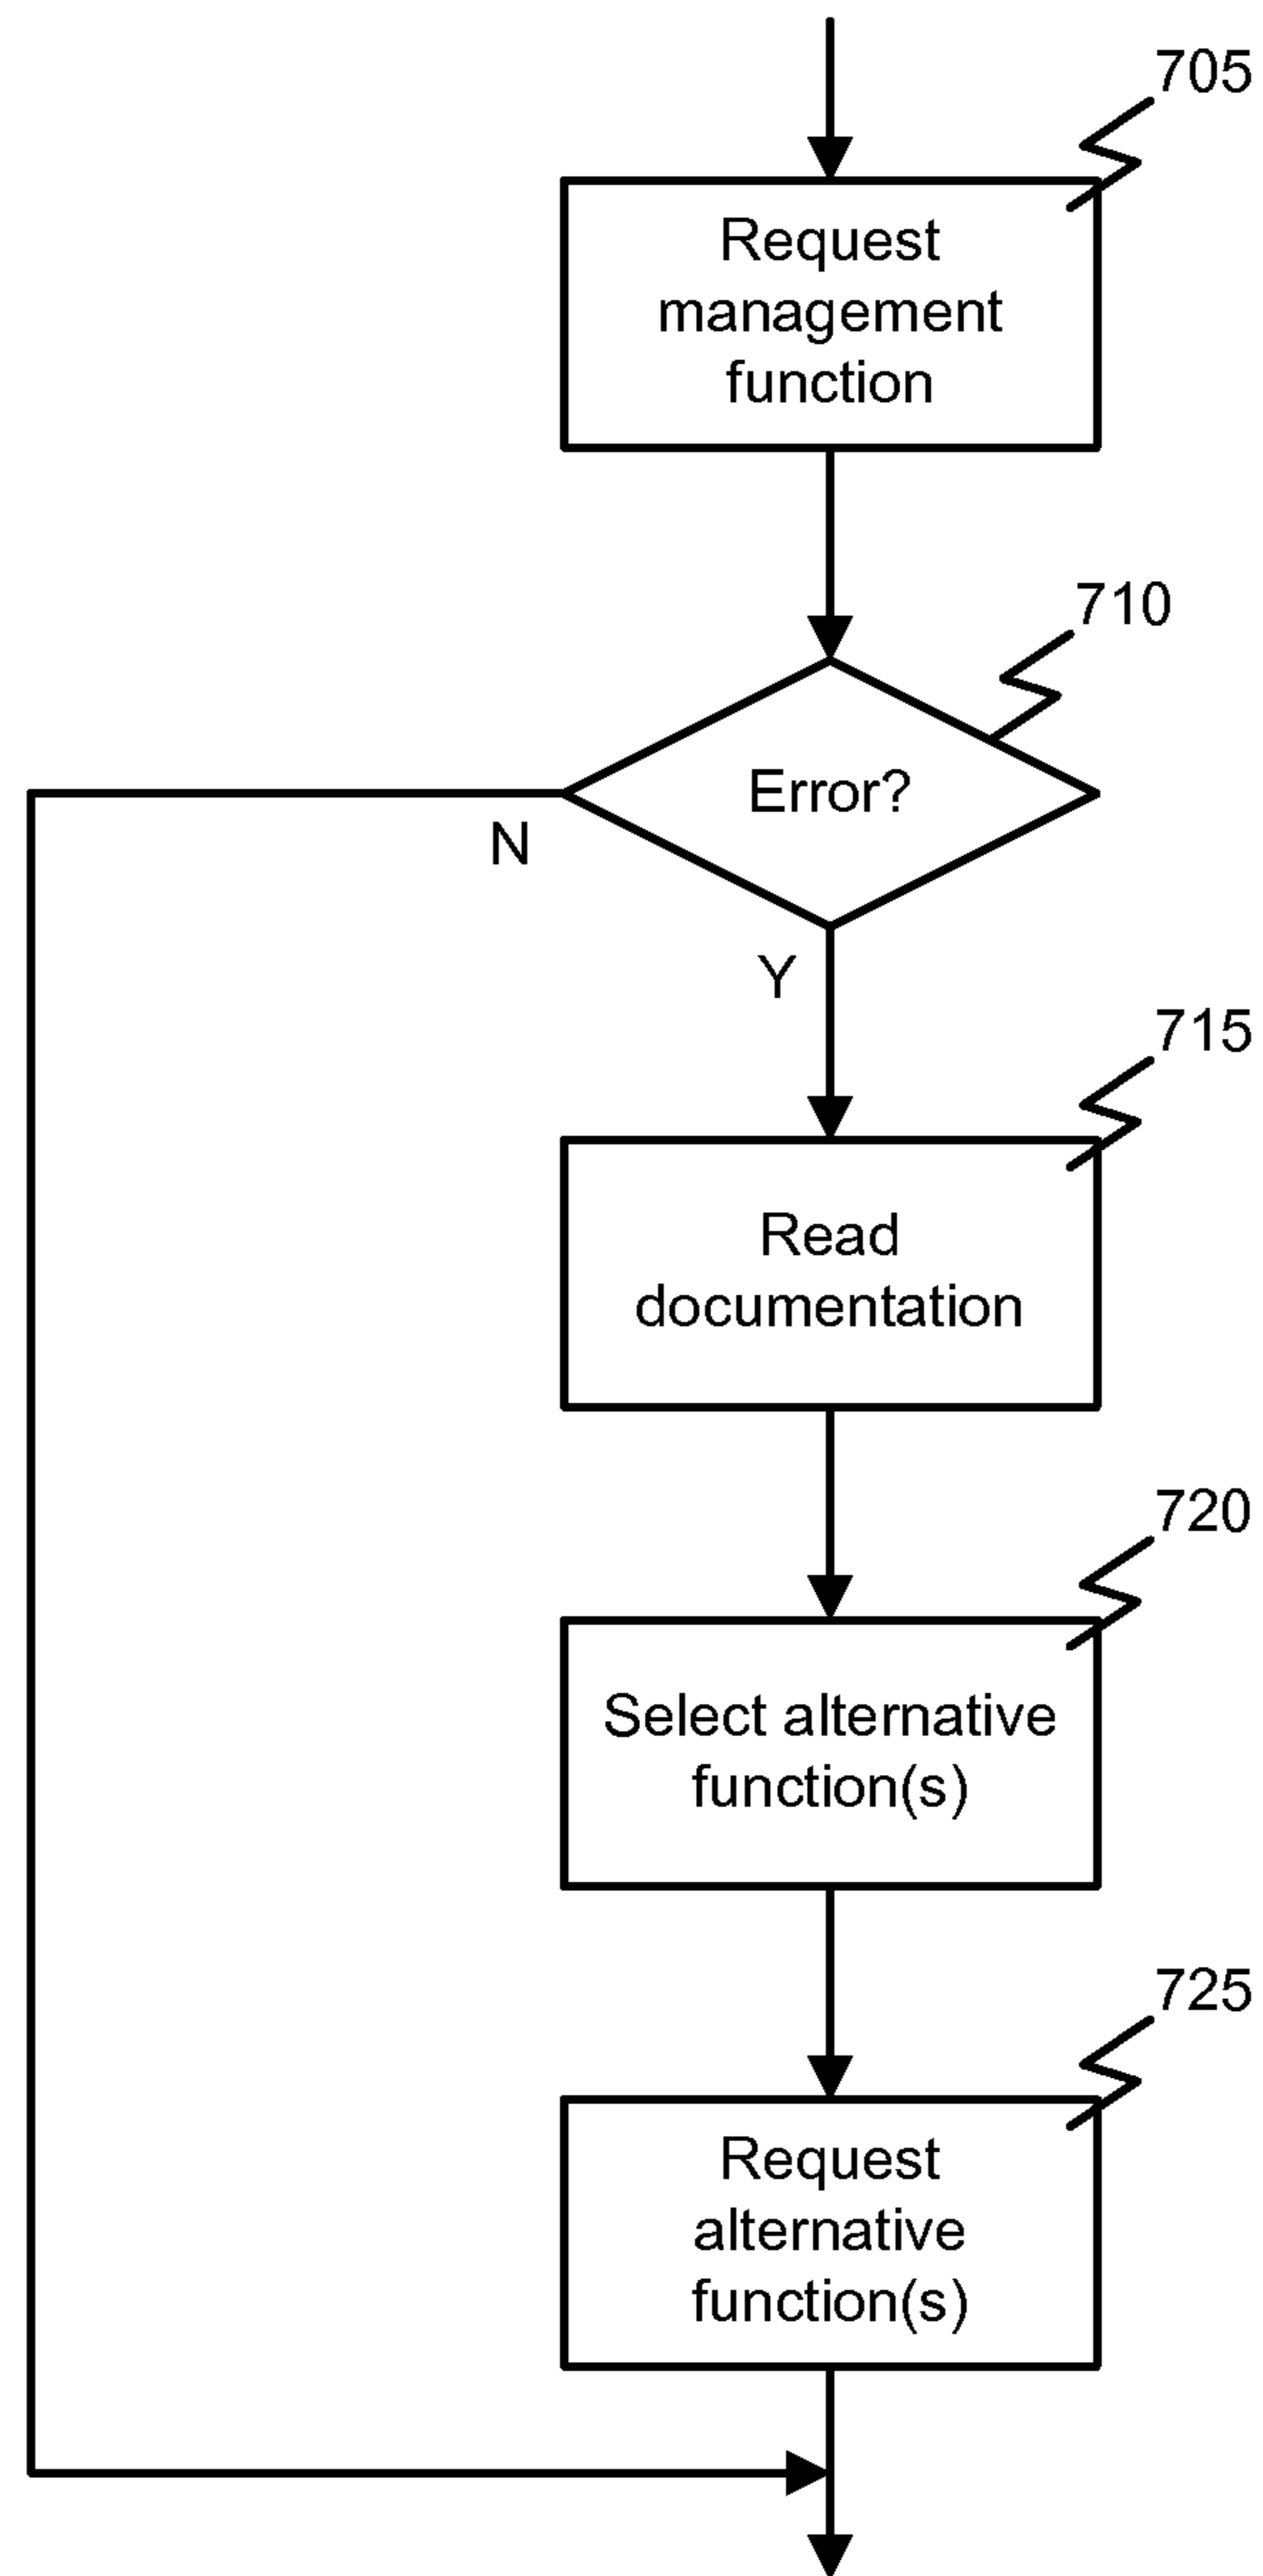 705
Request
management
function
710
Error?
N
Y
715
Read
documentation
720
Select alternative
function(s)
725
Request
alternative
function(s)